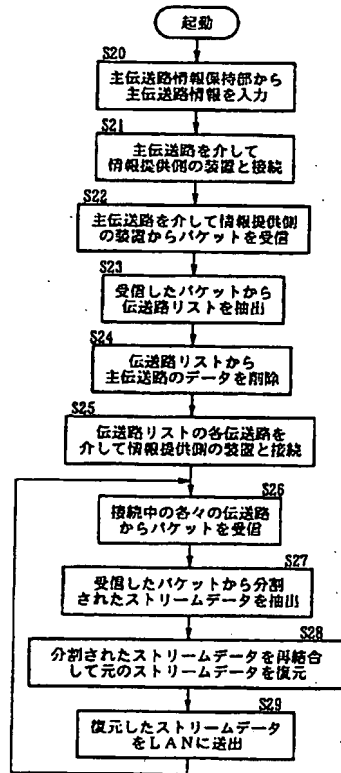 起動
S20
主伝送路情報保持部から
主伝送路情報を入力
S21
主伝送路を介して
情報提供側の装置と接続
S22
主伝送路を介して情報提供側
の装置からパケットを受信
S23
受信したパケットから
伝送路リストを抽出
S24
伝送路リストから
主伝送路のデータを削除
S25
伝送路リストの各伝送路を
介して情報提供側の装置と接続
S26
接続中の各々の伝送路
からパケットを受信
S27
受信したパケットから分割
されたストリームデータを抽出
S28
分割されたストリームデータを再結合
して元のストリームデータを復元
S29
復元したストリームデータ
をLANに送出